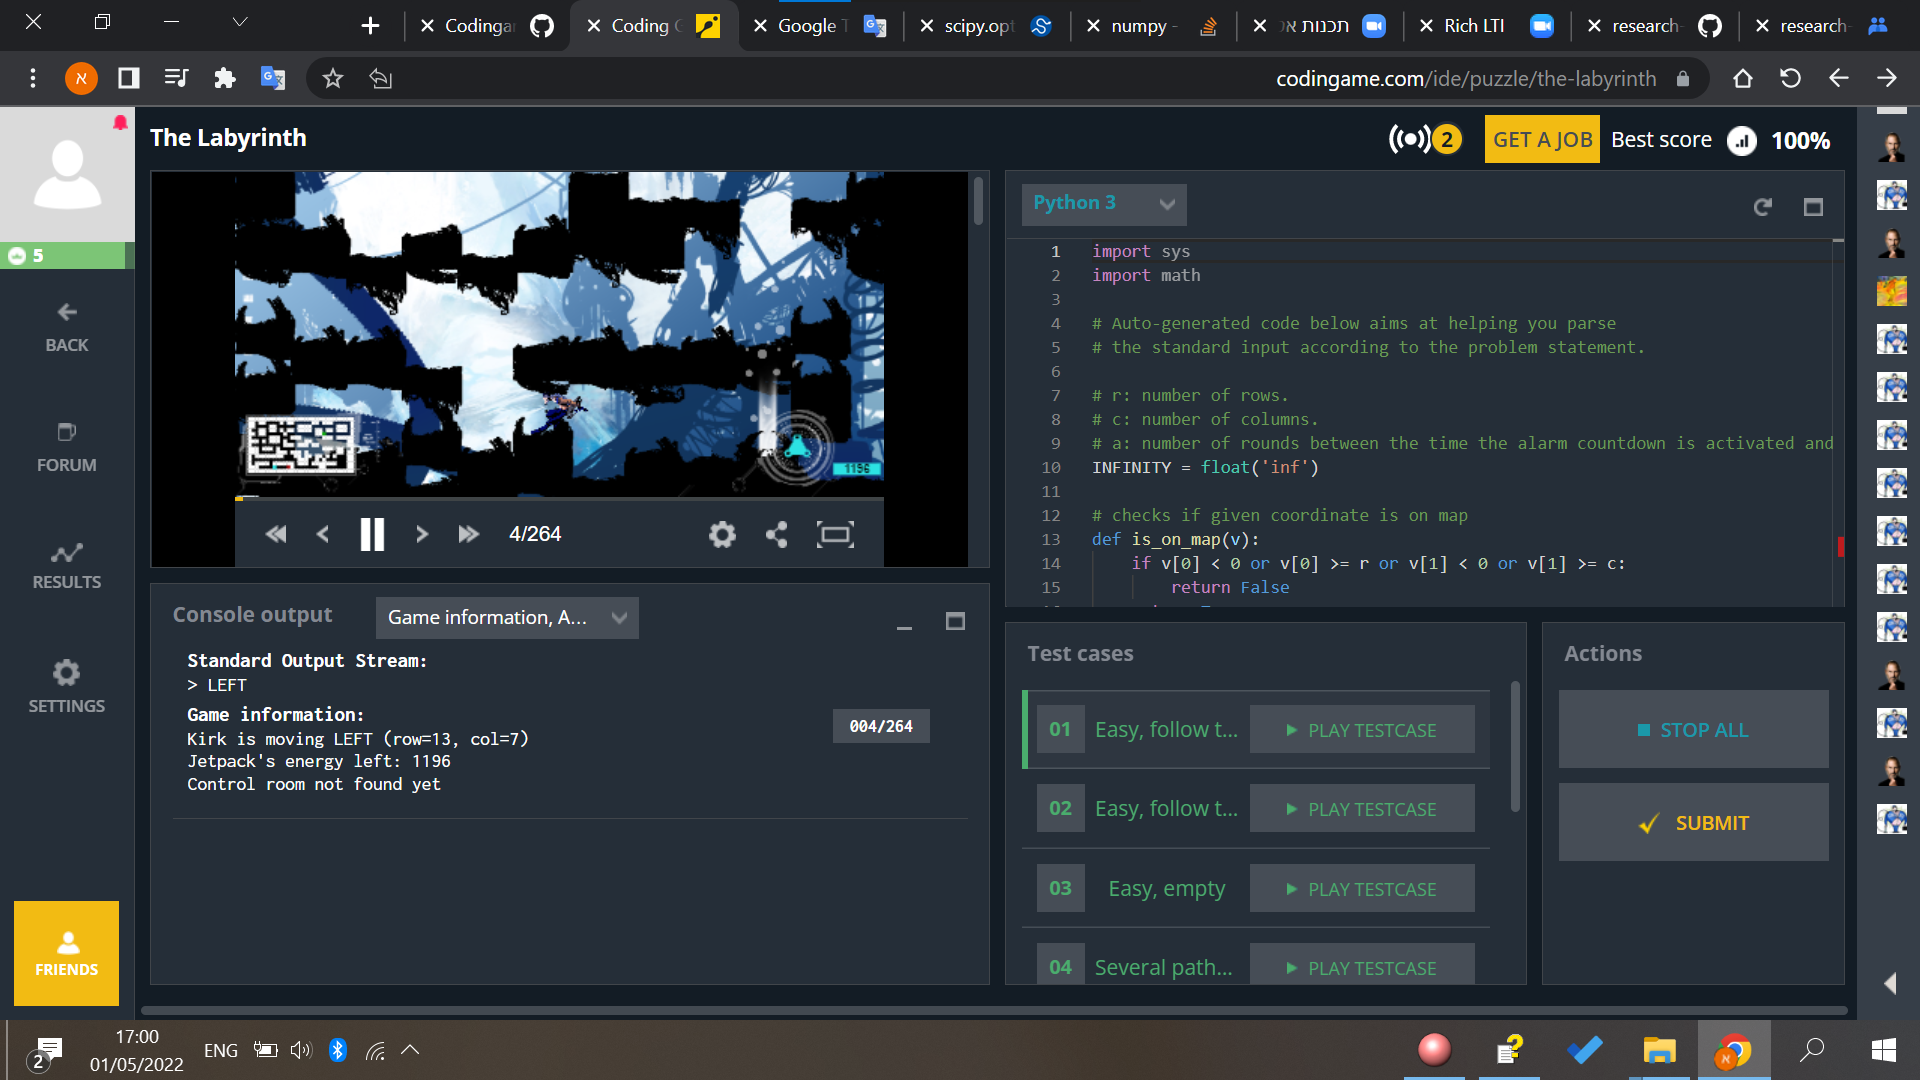 Codinga
Coding C
Google T
scipy.opt
numpy -
תכנות
Rich LTI
research-
research-
א
codingame.com/ide/puzzle/the-labyrinth
The Labyrinth
2
GET A JOB
Best score
100%
5
BACK
FORUM
RESULTS
SETTINGS
FRIENDS
1196
4/264
Console output
Game information, A...
Standard Output Stream:
> LEFT
Game information:
004/264
Kirk is moving LEFT (row=13, col=7)
Jetpack's energy left: 1196
Control room not found yet
Python 3
1 import sys
2 import math
3
4 # Auto-generated code below aims at helping you parse
5 # the standard input according to the problem statement.
6
7 # r: number of rows.
8 # c: number of columns.
9 # a: number of rounds between the time the alarm countdown is activated and
10 INFINITY = float('inf')
11
12 # checks if given coordinate is on map
13 def is_on_map(v):
14 if v[0] < 0 or v[0] >= r or v[1] < 0 or v[1] >= c:
15 return False
Test cases
01 Easy, follow t... PLAY TESTCASE
02 Easy, follow t... PLAY TESTCASE
03 Easy, empty PLAY TESTCASE
04 Several path... PLAY TESTCASE
Actions
STOP ALL
SUBMIT
2
17:00
01/05/2022
ENG
א